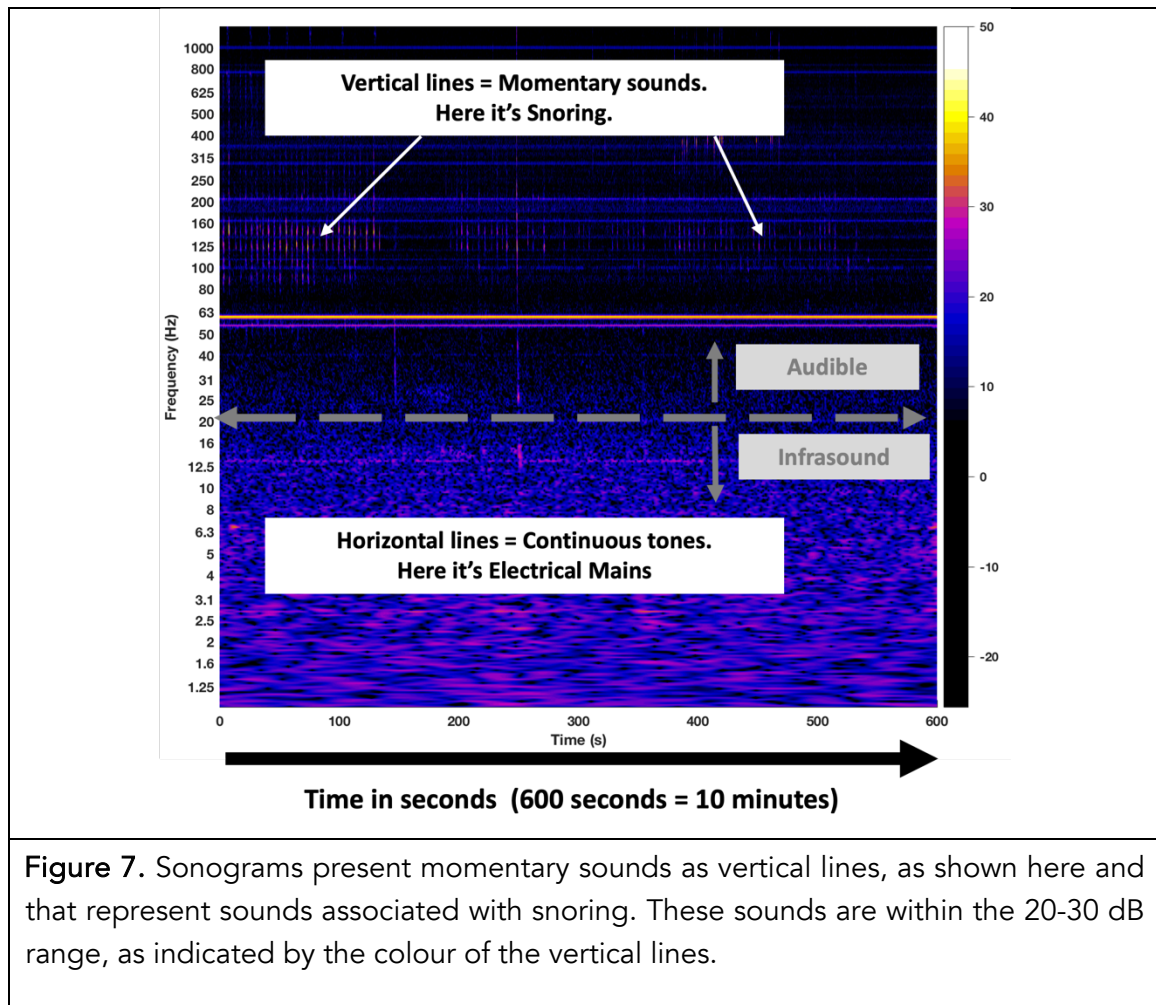 1000
800
625
500
400
315
250
200
160
125
100
80
63
50
40
31
25
20
16
12.5
10
8
6.3
5
4
3.1
2.5
2
1.6
1.25
Frequency (Hz)
Vertical lines = Momentary sounds.
Here it's Snoring.
Audible
Infrasound
Horizontal lines = Continuous tones.
Here it's Electrical Mains
50
40
30
20
10
0
-10
-20
0 100 200 300 400 500 600
Time (s)
Time in seconds (600 seconds = 10 minutes)
Figure 7. Sonograms present momentary sounds as vertical lines, as shown here and
that represent sounds associated with snoring. These sounds are within the 20-30 dB
range, as indicated by the colour of the vertical lines.